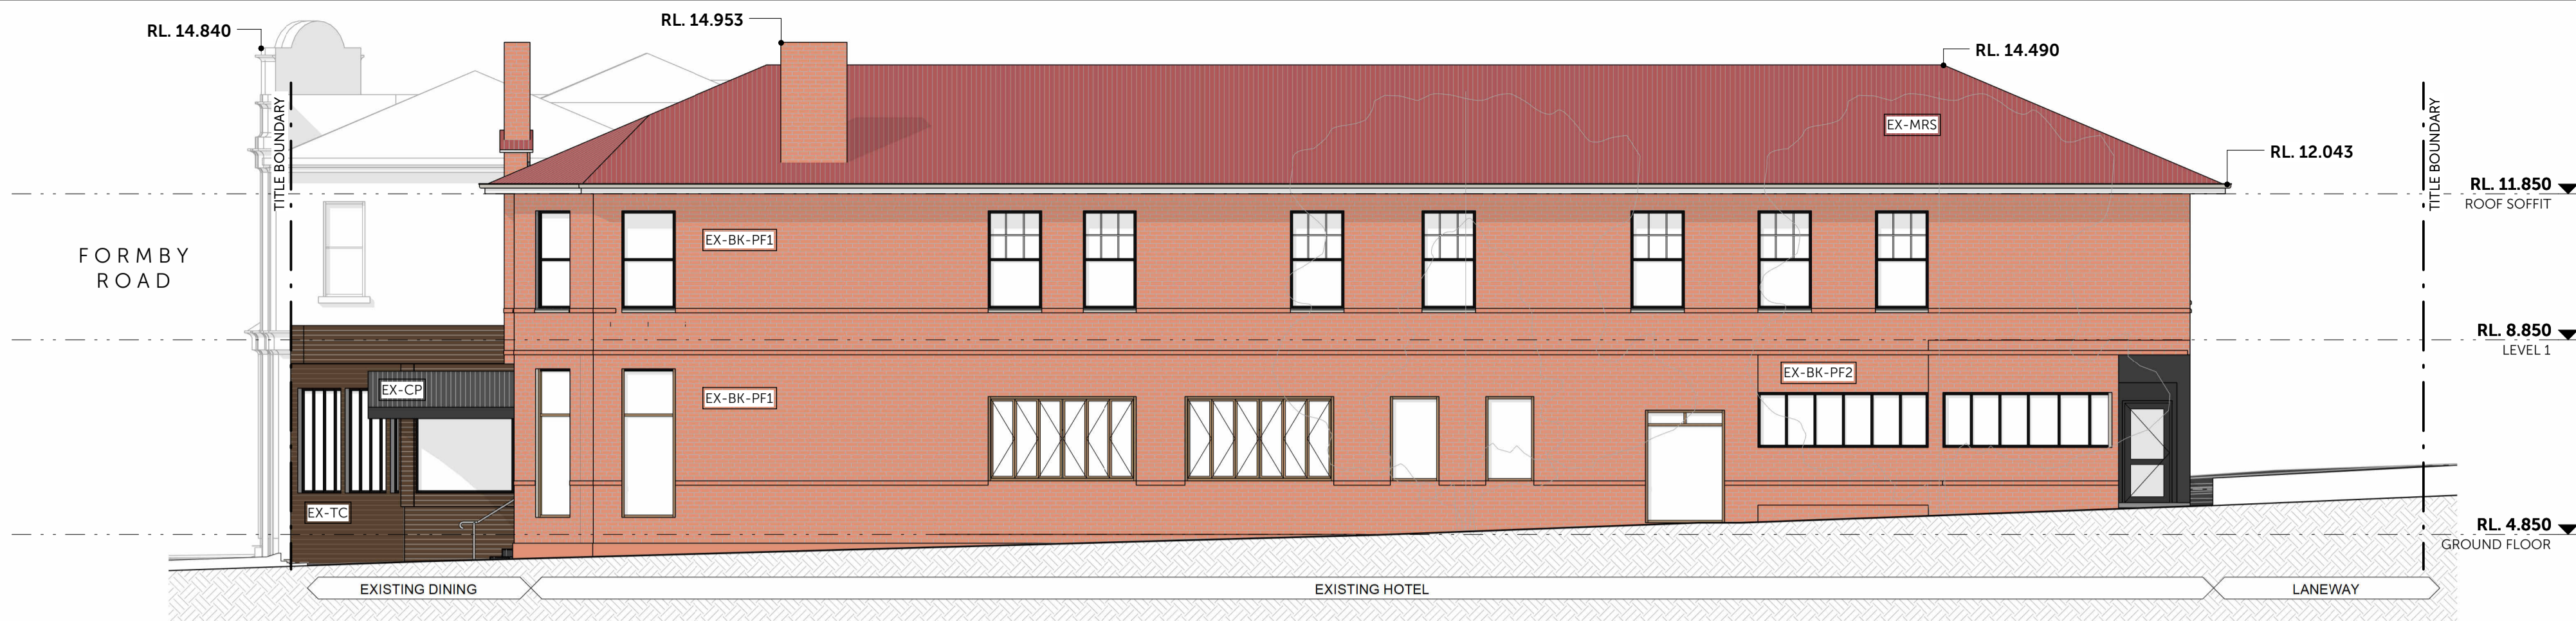 RL. 14.840
RL. 14.953
RL. 14.490
RL. 12.043
TITLE BOUNDARY
TITLE BOUNDARY
EX-MRS
RL. 11.850
ROOF SOFFIT
FORMBY
ROAD
EX-BK-PF1
RL. 8.850
LEVEL 1
EX-CP
EX-BK-PF1
EX-BK-PF2
EX-TC
RL. 4.850
GROUND FLOOR
EXISTING DINING
EXISTING HOTEL
LANEWAY